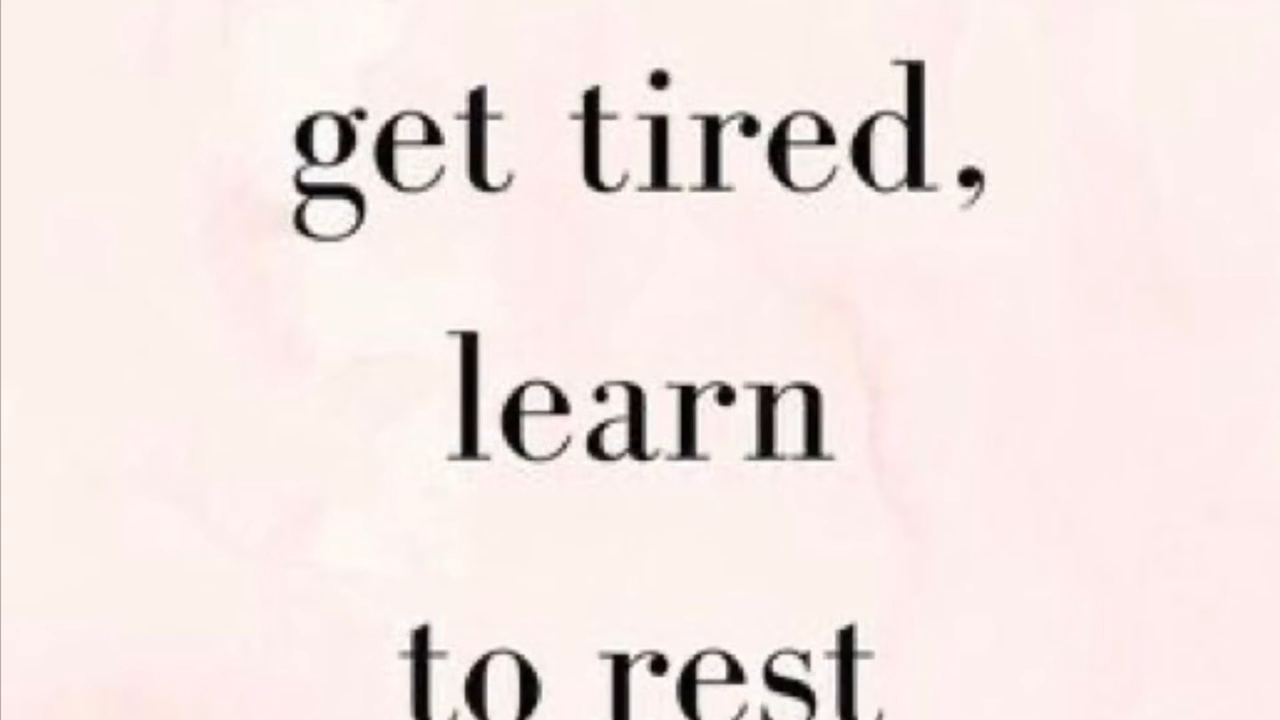 get tired,
learn
to rest